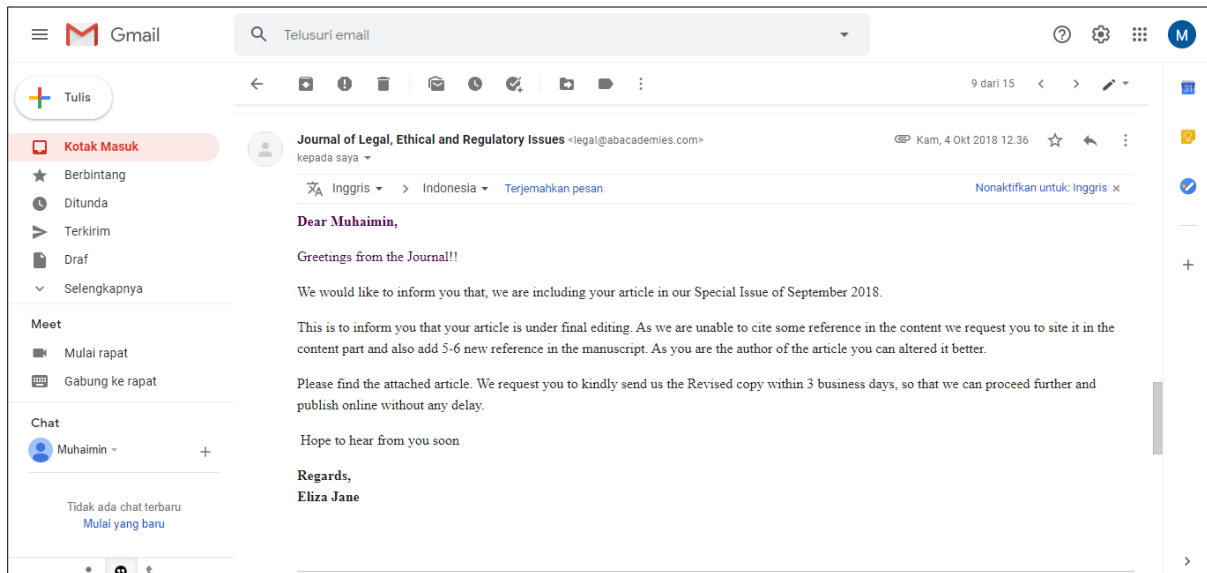 Gmail
Telusuri email
M
Tulis
9 dari 15
31
Kotak Masuk
Berbintang
Ditunda
Terkirim
Draf
Selengkapnya
Meet
Mulai rapat
Gabung ke rapat
Chat
Muhaimin
Tidak ada chat terbaru
Mulai yang baru
Journal of Legal, Ethical and Regulatory Issues <legal@abacademies.com>
Kam, 4 Okt 2018 12.36
kepada saya
Inggris > Indonesia Terjemahkan pesan
Nonaktifkan untuk: Inggris ×
Dear Muhaimin,
Greetings from the Journal!!
We would like to inform you that, we are including your article in our Special Issue of September 2018.
This is to inform you that your article is under final editing. As we are unable to cite some reference in the content we request you to site it in the
content part and also add 5-6 new reference in the manuscript. As you are the author of the article you can altered it better.
Please find the attached article. We request you to kindly send us the Revised copy within 3 business days, so that we can proceed further and
publish online without any delay.
Hope to hear from you soon
Regards,
Eliza Jane